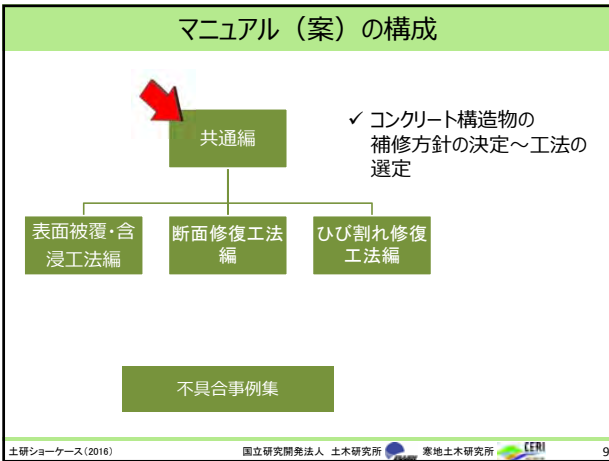 マニュアル（案）の構成
共通編
✓ コンクリート構造物の
補修方針の決定～工法の
選定
表面被覆・含
浸工法編
断面修復工法
編
ひび割れ修復
工法編
不具合事例集
土研ショーケース(2016)
国立研究開発法人 土木研究所
寒地土木研究所
CERI
9